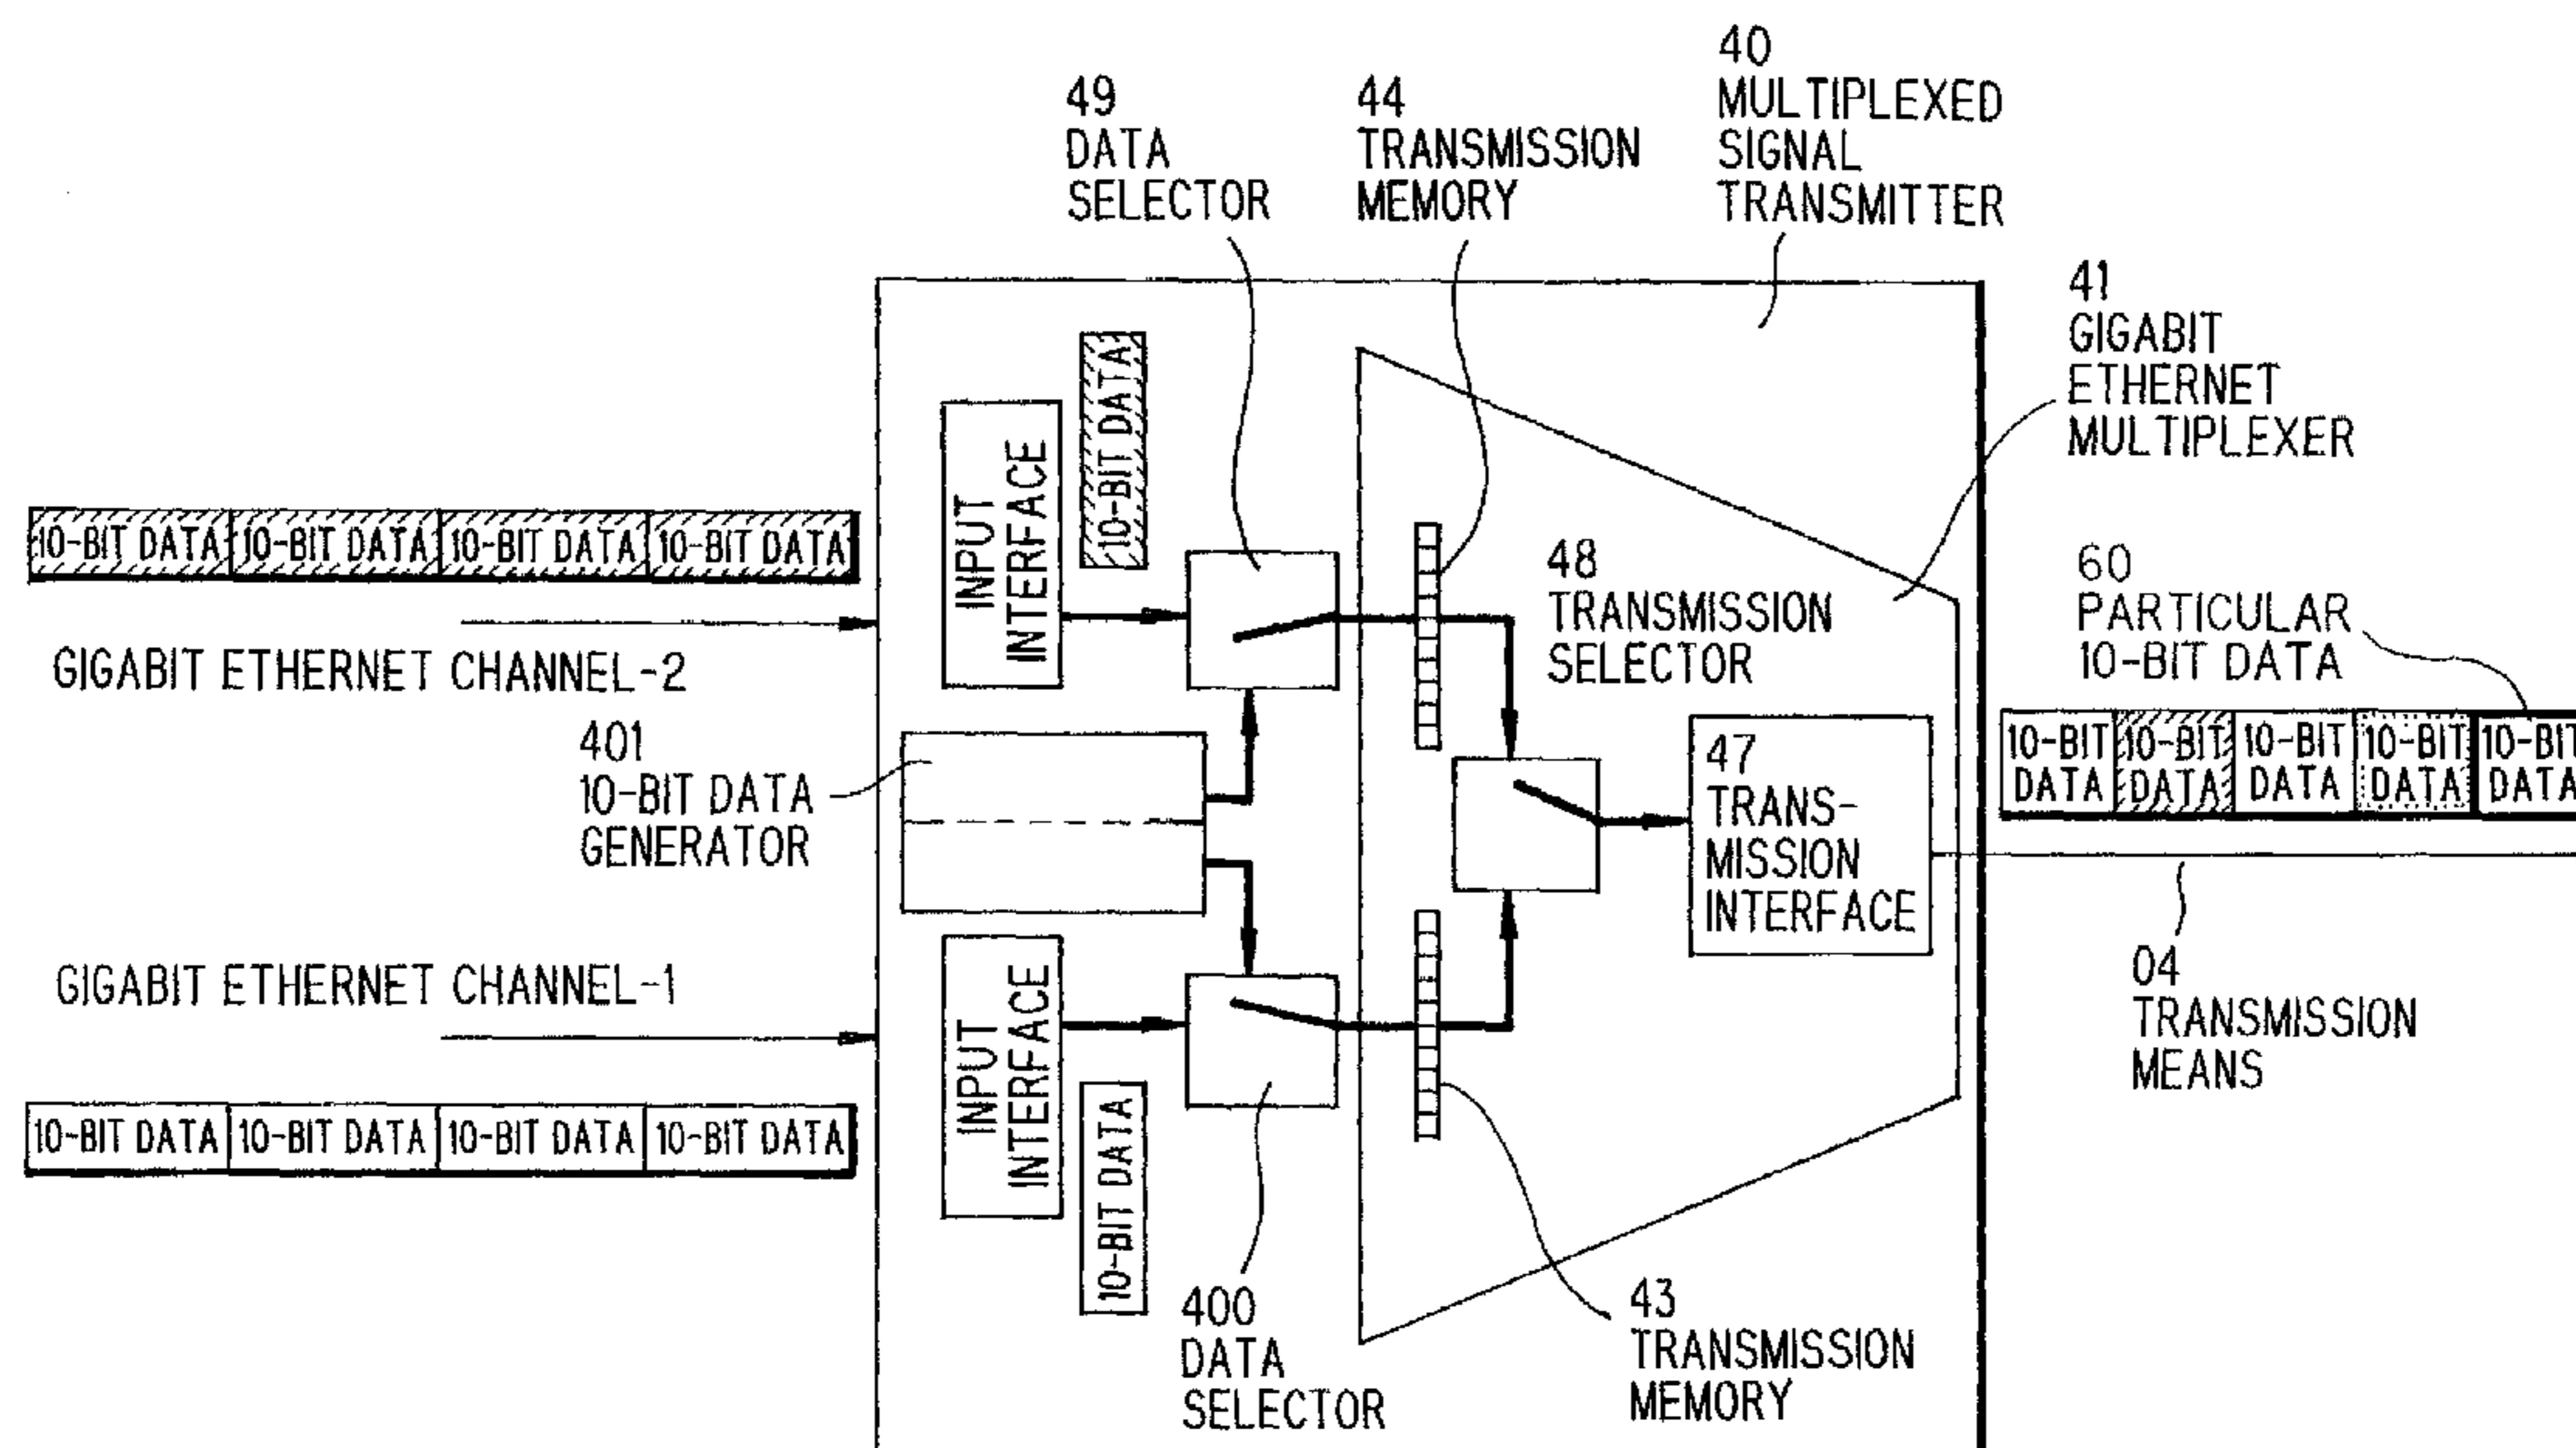 40
MULTIPLEXED
SIGNAL
TRANSMITTER
49
DATA
SELECTOR
44
TRANSMISSION
MEMORY
41
GIGABIT
ETHERNET
MULTIPLEXER
10-BIT DATA
INPUT
INTERFACE
10-BIT DATA 10-BIT DATA 10-BIT DATA 10-BIT DATA
GIGABIT ETHERNET CHANNEL-2
48
TRANSMISSION
SELECTOR
60
PARTICULAR
10-BIT DATA
401
10-BIT DATA
GENERATOR
47
TRANS-
MISSION
INTERFACE
10-BIT 10-BIT 10-BIT 10-BIT 10-BIT
DATA DATA DATA DATA DATA
04
TRANSMISSION
MEANS
GIGABIT ETHERNET CHANNEL-1
INPUT
INTERFACE
10-BIT DATA 10-BIT DATA 10-BIT DATA 10-BIT DATA
10-BIT DATA
400
DATA
SELECTOR
43
TRANSMISSION
MEMORY